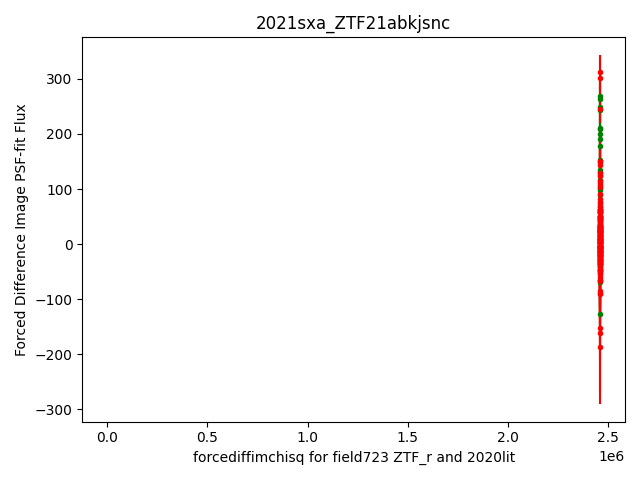 2021sxa_ZTF21abkjsnc
Forced Difference Image PSF-fit Flux
300
200
100
0
−100
−200
−300
0.0 0.5 1.0 1.5 2.0 2.5
1e6
forcediffimchisq for field723 ZTF_r and 2020lit